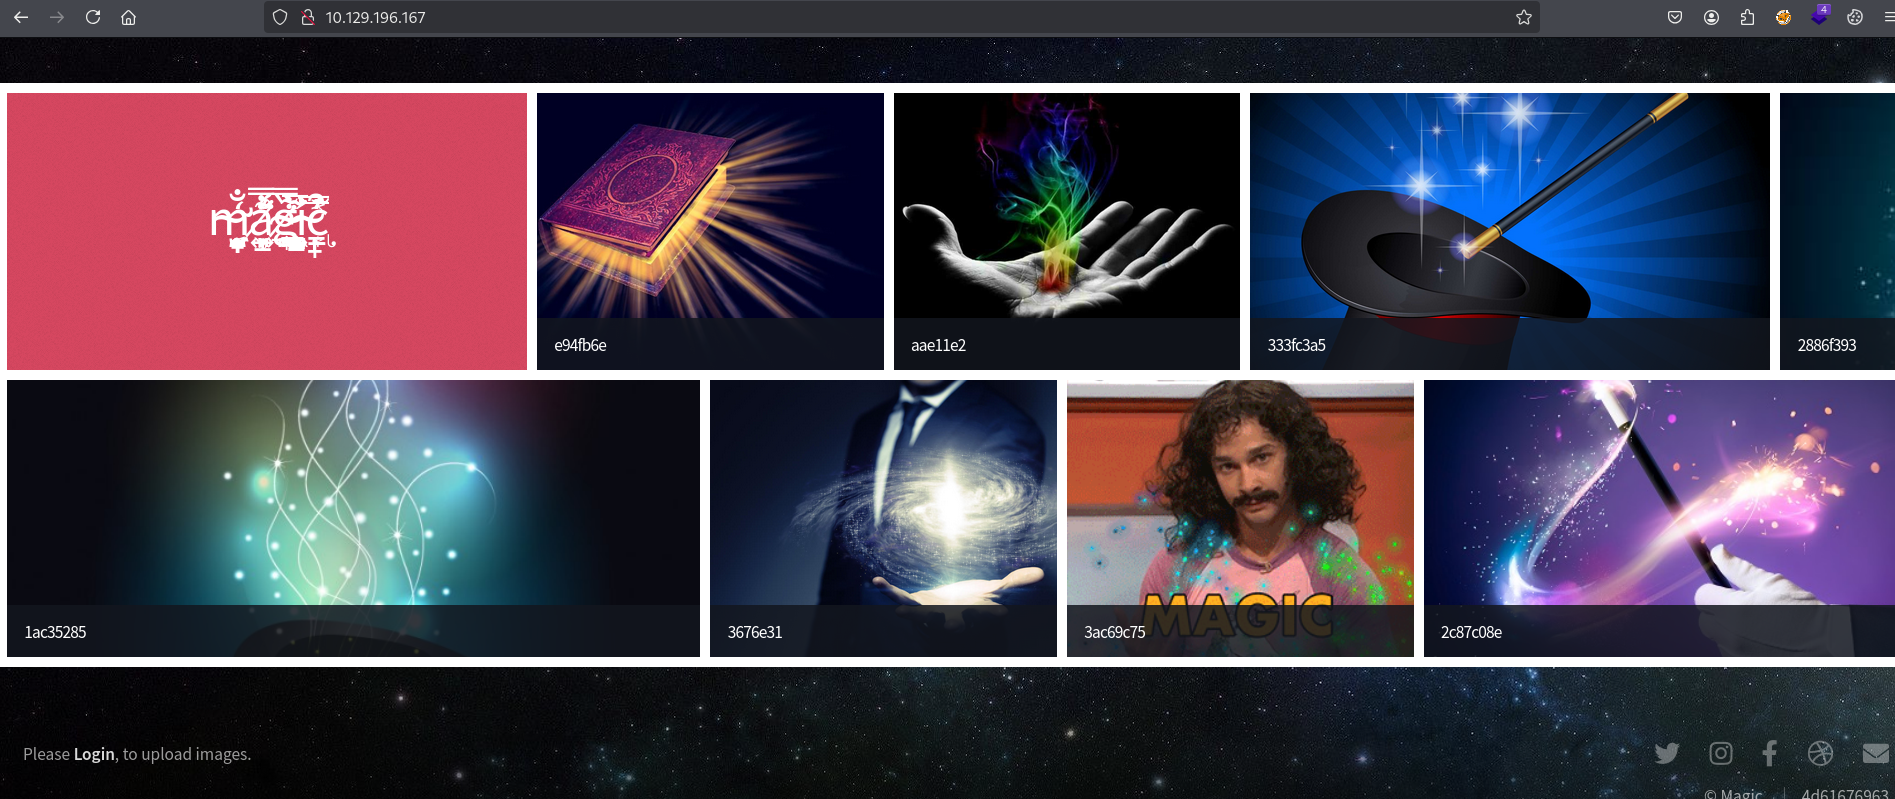 10.129.196.167
4
magic
e94fb6e
aae11e2
333fc3a5
2886f393
1ac35285
3676e31
MAGIC
3ac69c75
2c87c08e
Please Login, to upload images.
© Magic | 4d61676963